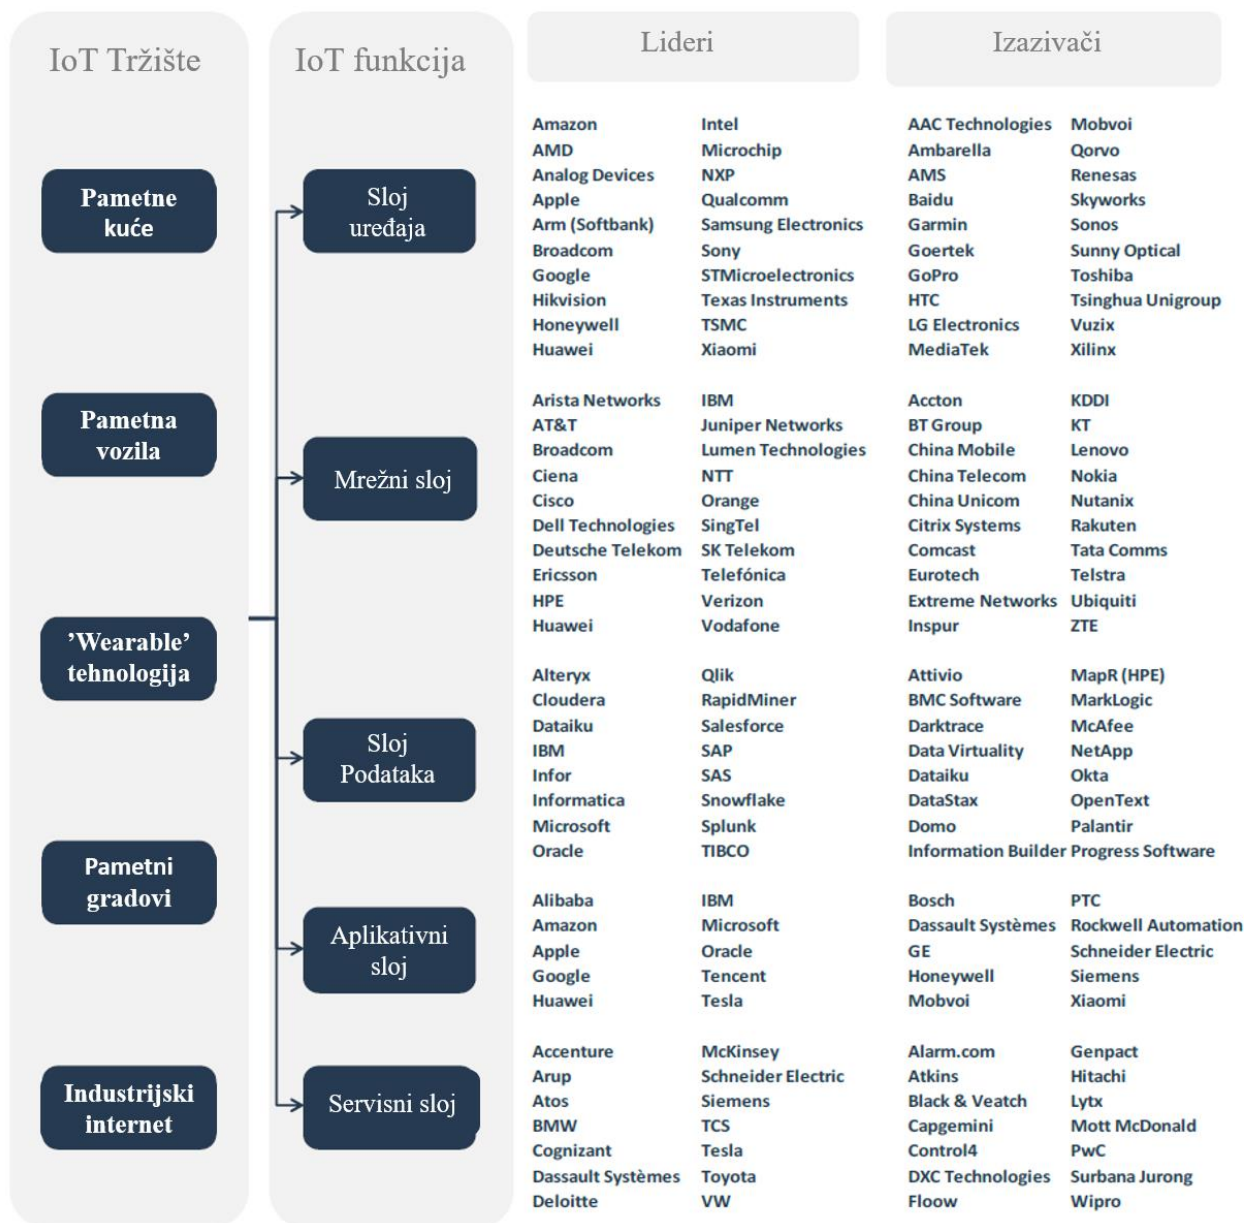 IoT Tržište
IoT funkcija
Lideri
Izazivači
Pametne
kuće
Pametna
vozila
’Wearable’
tehnologija
Pametni
gradovi
Industrijski
internet
Sloj
uređaja
Amazon Intel AAC Technologies Mobvoi
AMD Microchip Ambarella Qorvo
Analog Devices NXP AMS Renesas
Apple Qualcomm Baidu Skyworks
Arm (Softbank) Samsung Electronics Garmin Sonos
Broadcom Sony Goertek Sunny Optical
Google STMicroelectronics GoPro Toshiba
Hikvision Texas Instruments HTC Tsinghua Unigroup
Honeywell TSMC LG Electronics Vuzix
Huawei Xiaomi MediaTek Xilinx
Mrežni sloj
Arista Networks IBM Accton KDDI
AT&T Juniper Networks BT Group KT
Broadcom Lumen Technologies China Mobile Lenovo
Ciena NTT China Telecom Nokia
Cisco Orange China Unicom Nutanix
Dell Technologies SingTel Citrix Systems Rakuten
Deutsche Telekom SK Telekom Comcast Tata Comms
Ericsson Telefónica Eurotech Telstra
HPE Verizon Extreme Networks Ubiquiti
Huawei Vodafone Inspur ZTE
Sloj
Podataka
Alteryx Qlik Attivio MapR (HPE)
Cloudera RapidMiner BMC Software MarkLogic
Dataiku Salesforce Darktrace McAfee
IBM SAP Data Virtuality NetApp
Infor SAS Dataiku Okta
Informatica Snowflake DataStax OpenText
Microsoft Splunk Domo Palantir
Oracle TIBCO Information Builder Progress Software
Aplikativni
sloj
Alibaba IBM Bosch PTC
Amazon Microsoft Dassault Systèmes Rockwell Automation
Apple Oracle GE Schneider Electric
Google Tencent Honeywell Siemens
Huawei Tesla Mobvoi Xiaomi
Servisni sloj
Accenture McKinsey Alarm.com Genpact
Arup Schneider Electric Atkins Hitachi
Atos Siemens Black & Veatch Lytx
BMW TCS Capgemini Mott McDonald
Cognizant Tesla Control4 PwC
Dassault Systèmes Toyota DXC Technologies Surbana Jurong
Deloitte VW Floow Wipro